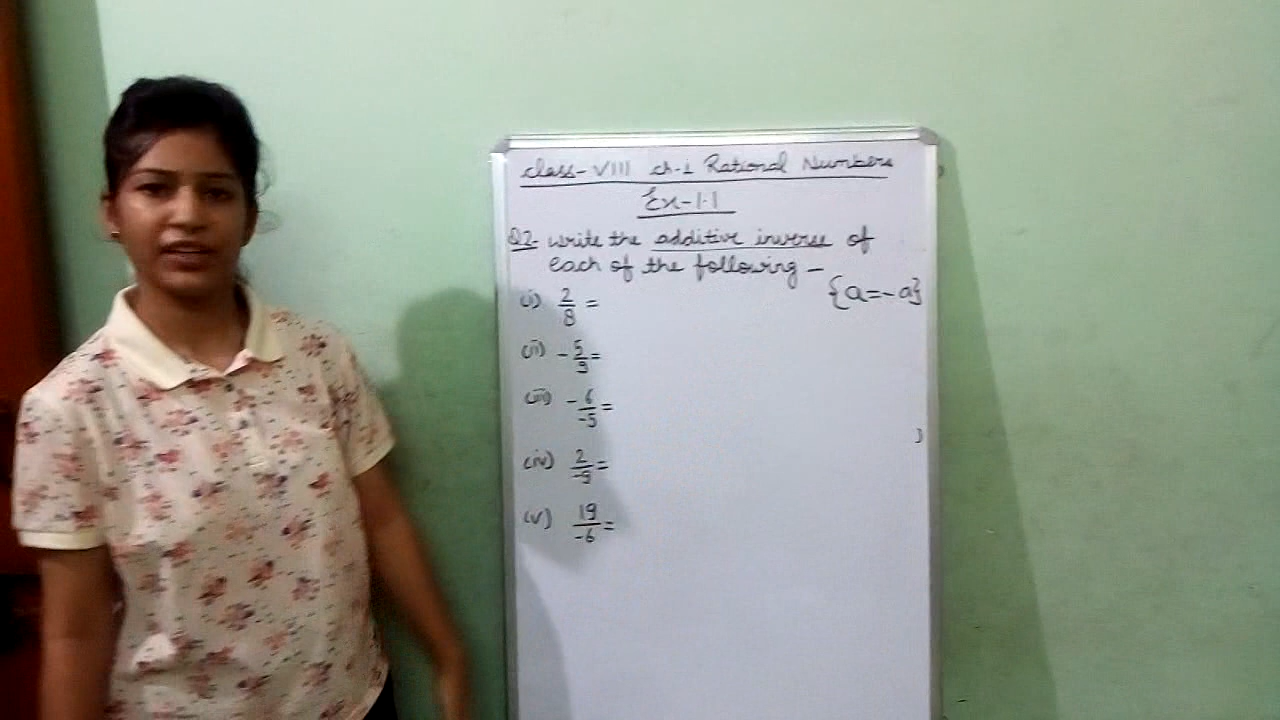 class-VIII ch-1 Rational Numbers
Ex-1.1
Q2- write the additive inverse of
each of the following -
{a=-a}
(i) 2/8 =
(ii) -5/9 =
(iii) -6/-5 =
(iv) 2/-9 =
(v) 19/-6 =